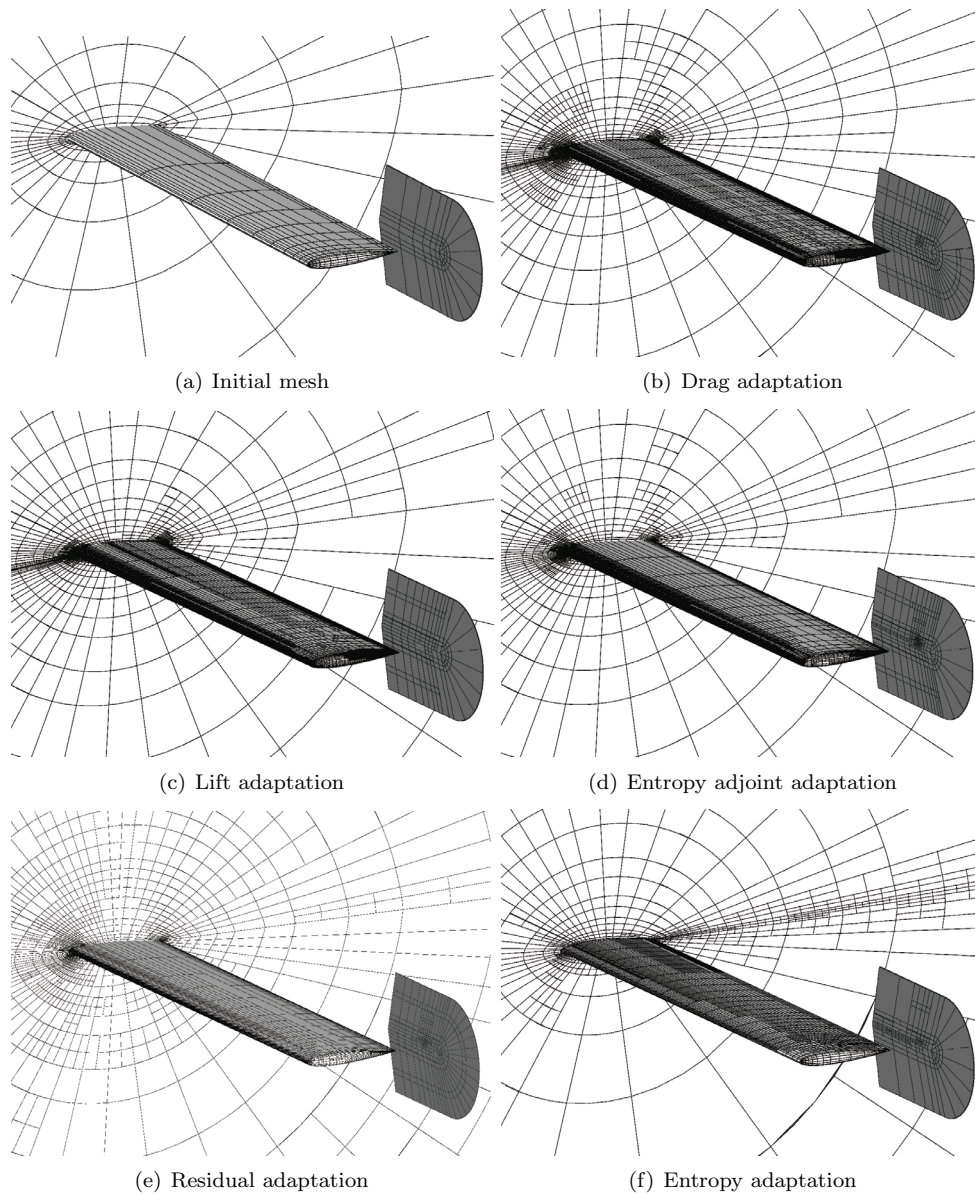 (a) Initial mesh
(b) Drag adaptation
(c) Lift adaptation
(d) Entropy adjoint adaptation
(e) Residual adaptation
(f) Entropy adaptation